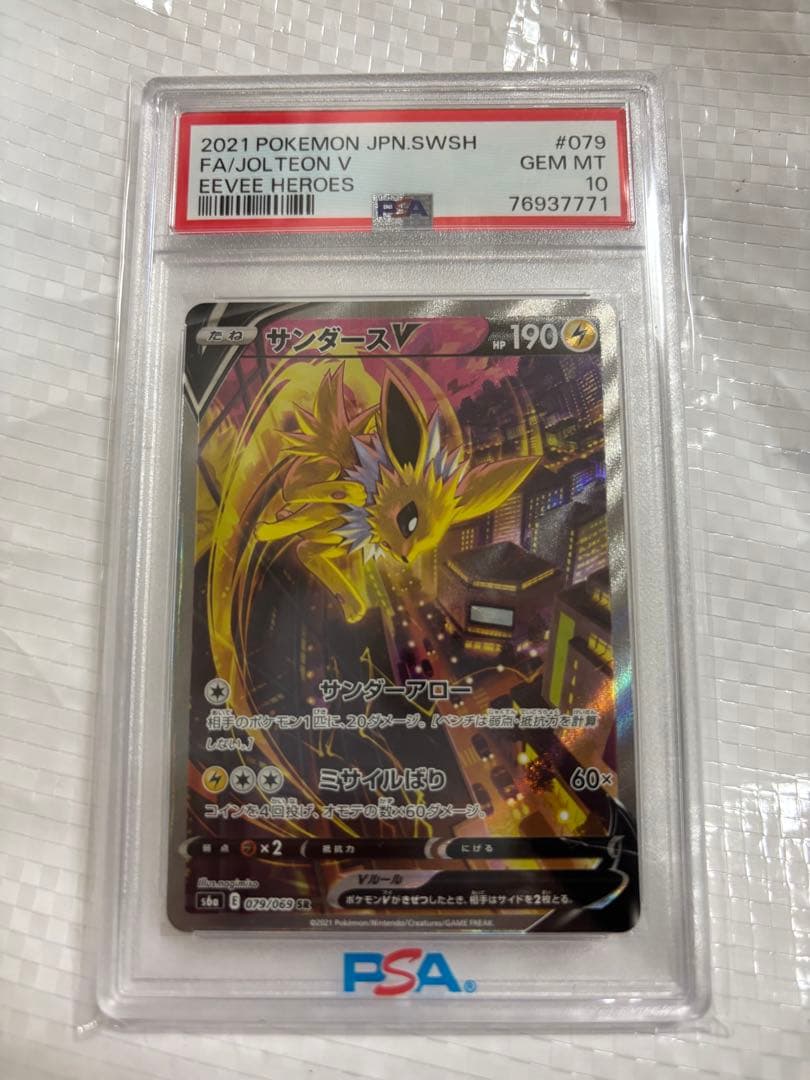 2021 POKEMON JPN.SWSH #079
FA/JOLTEON V GEM MT
EEVEE HEROES 10
76937771
PSA
たね サンダースV HP 190
サンダーアロー
相手のポケモン1匹に、20ダメージ。[ベンチは弱点・抵抗力を計算
しない。]
ミサイルばり 60×
コインを4回投げ、オモテの数×60ダメージ。
弱点 ×2 抵抗力 にげる
illus.nagimiso
Vルール
ポケモンVがきぜつしたとき、相手はサイドを2枚とる。
s6a E 079/069 SR
©2021 Pokémon/Nintendo/Creatures/GAME FREAK.
PSA®